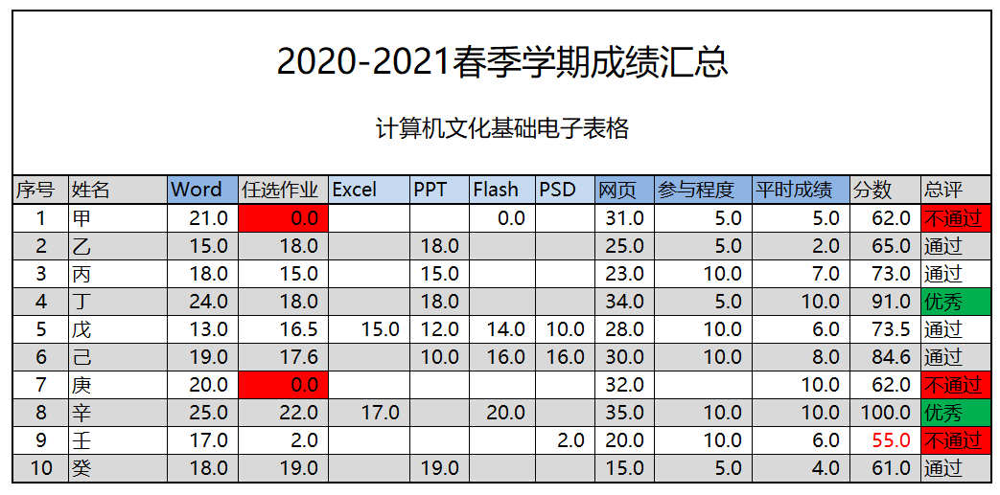 2020-2021春季学期成绩汇总
计算机文化基础电子表格
序号 姓名 Word 任选作业 Excel PPT Flash PSD 网页 参与程度 平时成绩 分数 总评
1 甲 21.0 0.0 0.0 31.0 5.0 5.0 62.0 不通过
2 乙 15.0 18.0 18.0 25.0 5.0 2.0 65.0 通过
3 丙 18.0 15.0 15.0 23.0 10.0 7.0 73.0 通过
4 丁 24.0 18.0 18.0 34.0 5.0 10.0 91.0 优秀
5 戊 13.0 16.5 15.0 12.0 14.0 10.0 28.0 10.0 6.0 73.5 通过
6 己 19.0 17.6 10.0 16.0 16.0 30.0 10.0 8.0 84.6 通过
7 庚 20.0 0.0 32.0 10.0 62.0 不通过
8 辛 25.0 22.0 17.0 20.0 35.0 10.0 10.0 100.0 优秀
9 壬 17.0 2.0 2.0 20.0 10.0 6.0 55.0 不通过
10 癸 18.0 19.0 19.0 15.0 5.0 4.0 61.0 通过